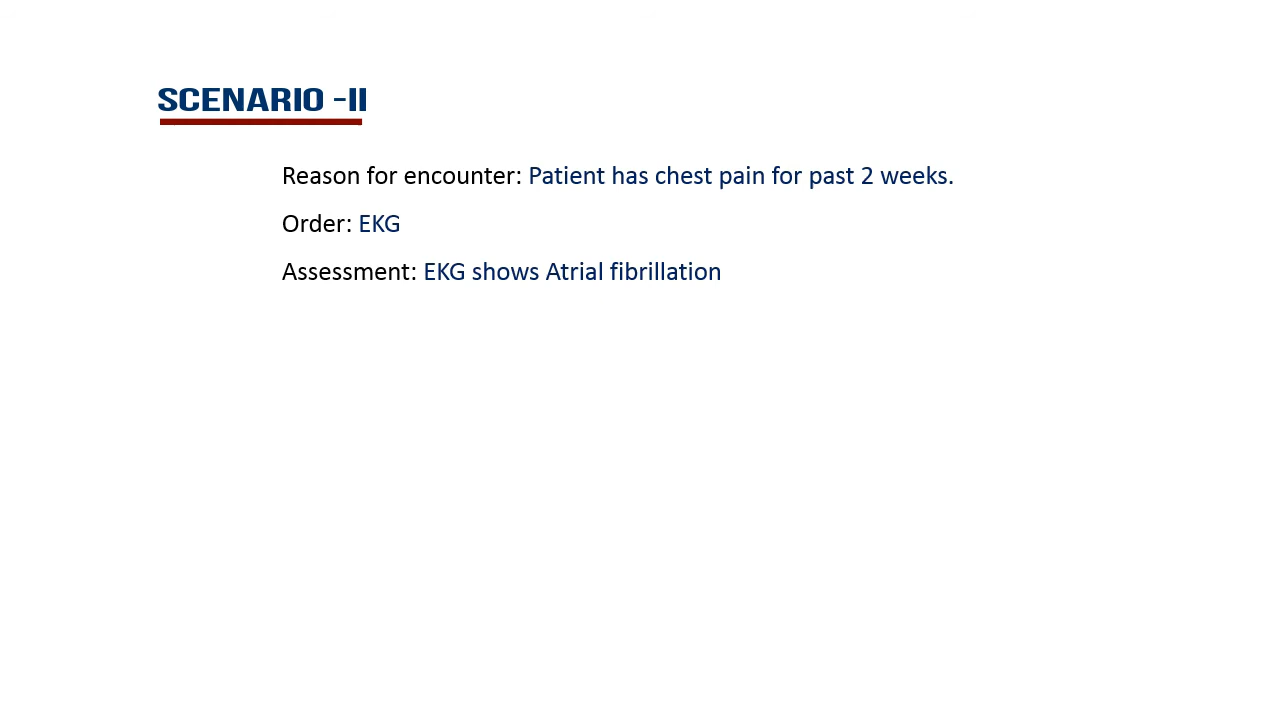 SCENARIO -II
Reason for encounter: Patient has chest pain for past 2 weeks.
Order: EKG
Assessment: EKG shows Atrial fibrillation